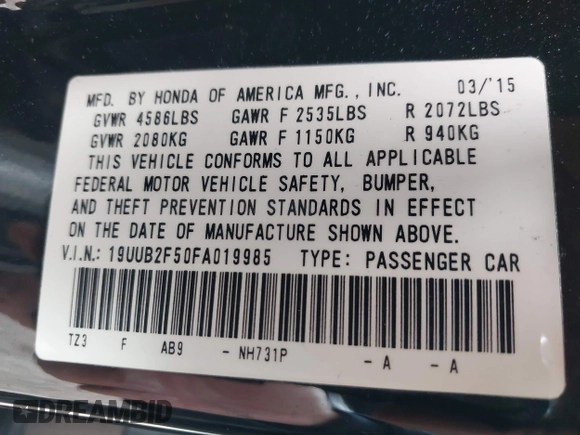 MFD. BY HONDA OF AMERICA MFG., INC. 03/'15
GVWR 4586LBS GAWR F 2535LBS R 2072LBS
GVWR 2080KG GAWR F 1150KG R 940KG
THIS VEHICLE CONFORMS TO ALL APPLICABLE
FEDERAL MOTOR VEHICLE SAFETY, BUMPER,
AND THEFT PREVENTION STANDARDS IN EFFECT
ON THE DATE OF MANUFACTURE SHOWN ABOVE.
V.I.N.: 19UUB2F50FA019985 TYPE: PASSENGER CAR
TZ3 F AB9 - NH731P - A - A
DREAMBID